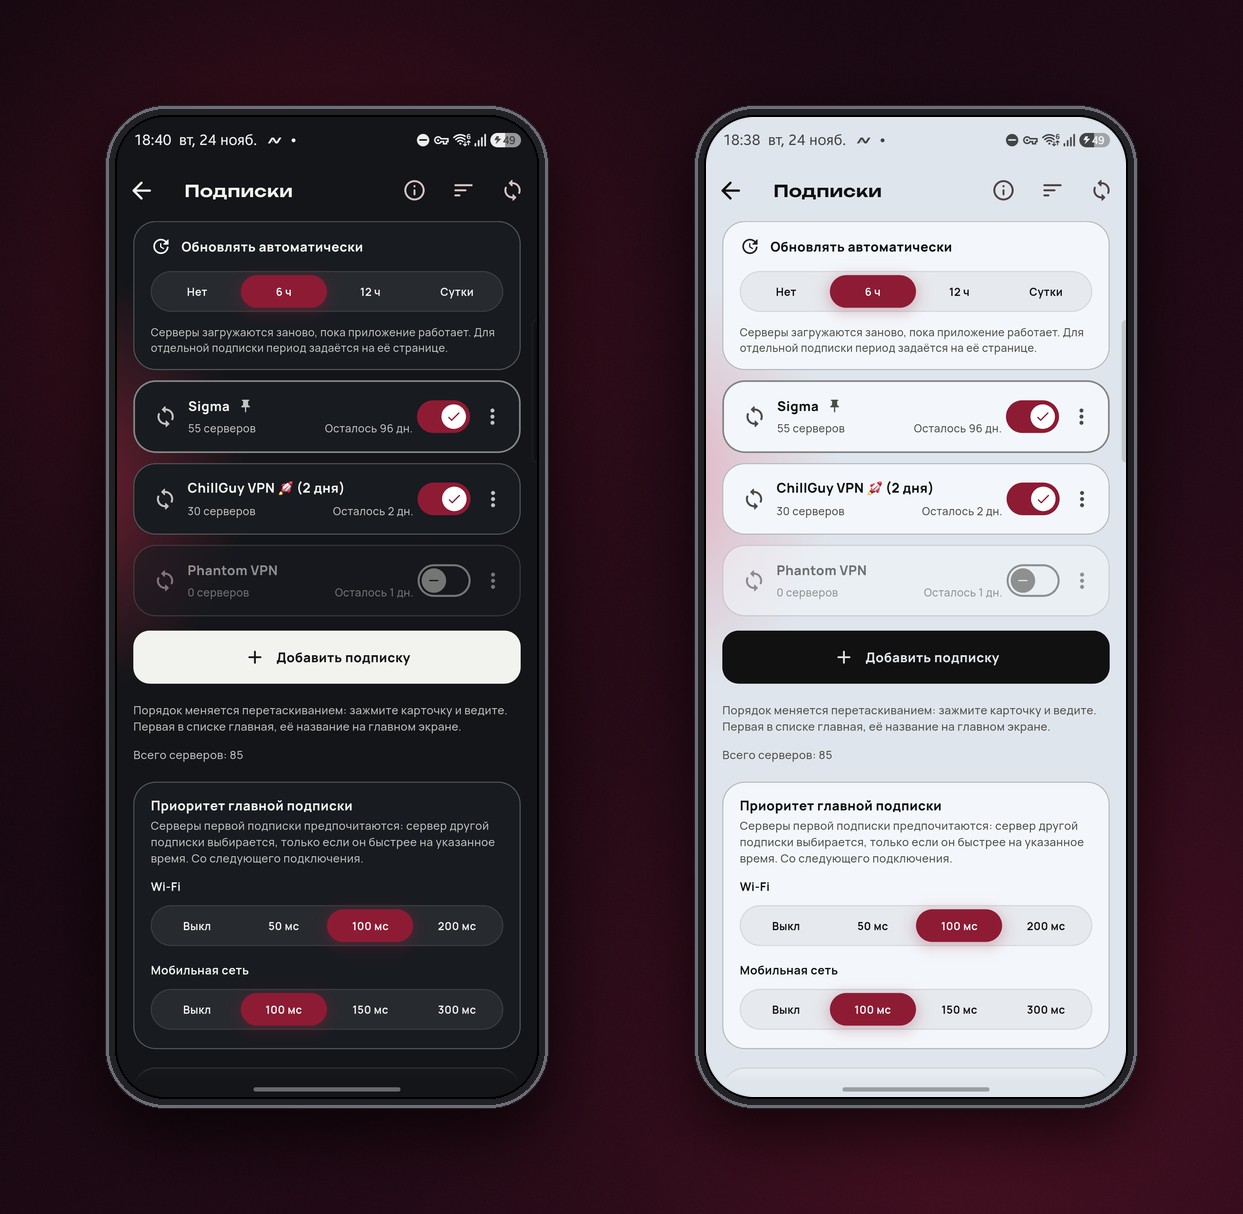 18:40 вт, 24 нояб.
49
Подписки
Обновлять автоматически
Нет 6 ч 12 ч Сутки
Серверы загружаются заново, пока приложение работает. Для
отдельной подписки период задаётся на её странице.
Sigma
55 серверов Осталось 96 дн.
ChillGuy VPN 🚀 (2 дня)
30 серверов Осталось 2 дн.
Phantom VPN
0 серверов Осталось 1 дн.
+ Добавить подписку
Порядок меняется перетаскиванием: зажмите карточку и ведите.
Первая в списке главная, её название на главном экране.
Всего серверов: 85
Приоритет главной подписки
Серверы первой подписки предпочитаются: сервер другой
подписки выбирается, только если он быстрее на указанное
время. Со следующего подключения.
Wi-Fi
Выкл 50 мс 100 мс 200 мс
Мобильная сеть
Выкл 100 мс 150 мс 300 мс
18:38 вт, 24 нояб.
49
Подписки
Обновлять автоматически
Нет 6 ч 12 ч Сутки
Серверы загружаются заново, пока приложение работает. Для
отдельной подписки период задаётся на её странице.
Sigma
55 серверов Осталось 96 дн.
ChillGuy VPN 🚀 (2 дня)
30 серверов Осталось 2 дн.
Phantom VPN
0 серверов Осталось 1 дн.
+ Добавить подписку
Порядок меняется перетаскиванием: зажмите карточку и ведите.
Первая в списке главная, её название на главном экране.
Всего серверов: 85
Приоритет главной подписки
Серверы первой подписки предпочитаются: сервер другой
подписки выбирается, только если он быстрее на указанное
время. Со следующего подключения.
Wi-Fi
Выкл 50 мс 100 мс 200 мс
Мобильная сеть
Выкл 100 мс 150 мс 300 мс